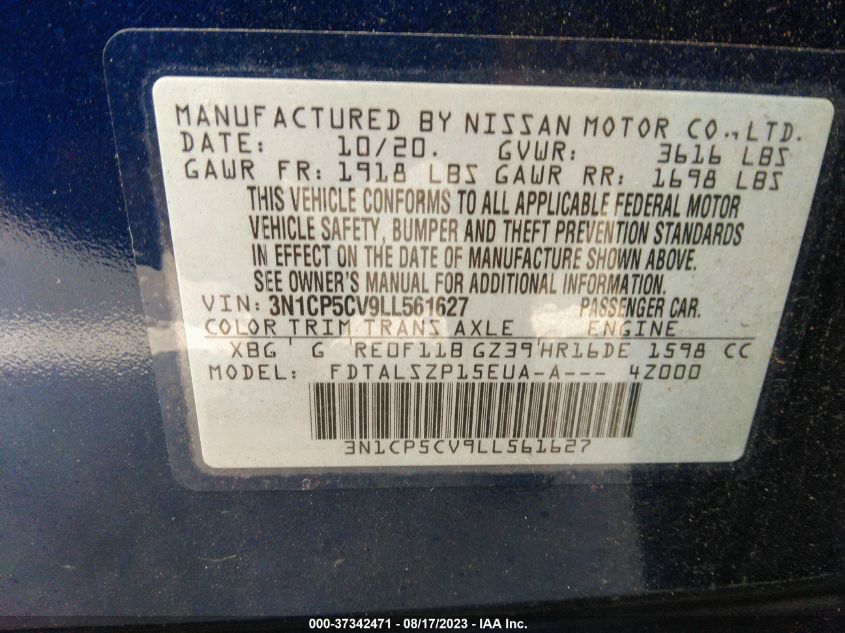 MANUFACTURED BY NISSAN MOTOR CO.,LTD.
DATE: 10/20. GVWR: 3616 LBS
GAWR FR: 1918 LBS GAWR RR: 1698 LBS
THIS VEHICLE CONFORMS TO ALL APPLICABLE FEDERAL MOTOR
VEHICLE SAFETY, BUMPER AND THEFT PREVENTION STANDARDS
IN EFFECT ON THE DATE OF MANUFACTURE SHOWN ABOVE.
SEE OWNER'S MANUAL FOR ADDITIONAL INFORMATION.
VIN: 3N1CP5CV9LL561627 PASSENGER CAR.
COLOR TRIM TRANS AXLE ENGINE
XBG G RE0F11B GZ39 HR16DE 1598 CC
MODEL: FDTALSZP15EUA-A--- 4Z000
3N1CP5CV9LL561627
000-37342471 - 08/17/2023 - IAA Inc.